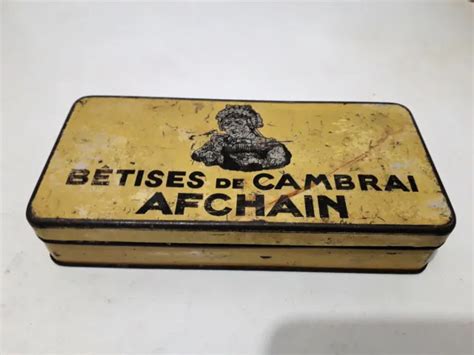 BÊTISES DE CAMBRAI
AFCHAIN